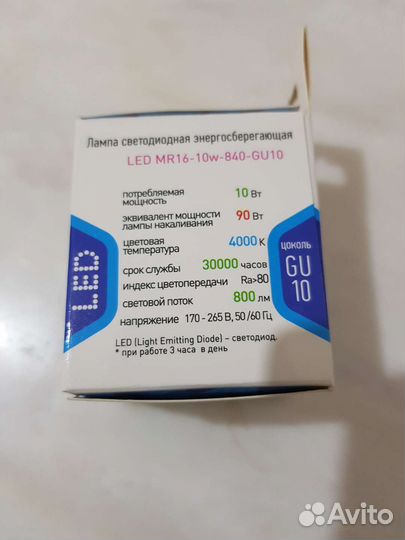 Лампа светодиодная энергосберегающая
LED MR16-10w-840-GU10
потребляемая мощность 10 Вт
эквивалент мощности лампы накаливания 90 Вт
цветовая температура 4000 К
срок службы 30000 часов
индекс цветопередачи Ra>80
световой поток 800 лм
напряжение 170 - 265 В, 50/60 Гц
LED (Light Emitting Diode) – светодиод.
* при работе 3 часа в день
LED
цоколь
GU
10
Avito